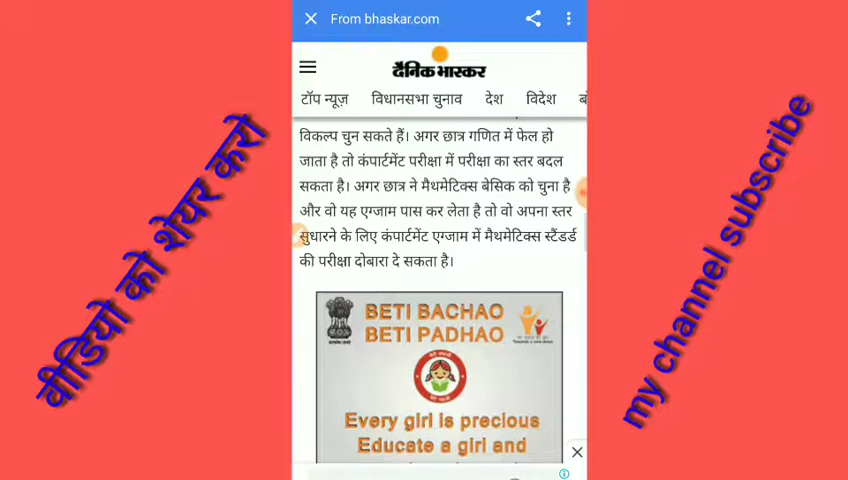 From bhaskar.com
दैनिक भास्कर
टॉप न्यूज़ विधानसभा चुनाव देश विदेश
विकल्प चुन सकते हैं। अगर छात्र गणित में फेल हो
जाता है तो कंपार्टमेंट परीक्षा में परीक्षा का स्तर बदल
सकता है। अगर छात्र ने मैथमेटिक्स बेसिक को चुना है
और वो यह एग्जाम पास कर लेता है तो वो अपना स्तर
सुधारने के लिए कंपार्टमेंट एग्जाम में मैथमेटिक्स स्टैंडर्ड
की परीक्षा दोबारा दे सकता है।
BETI BACHAO
BETI PADHAO
Every girl is precious
Educate a girl and
वीडियो को शेयर करो
my channel subscribe